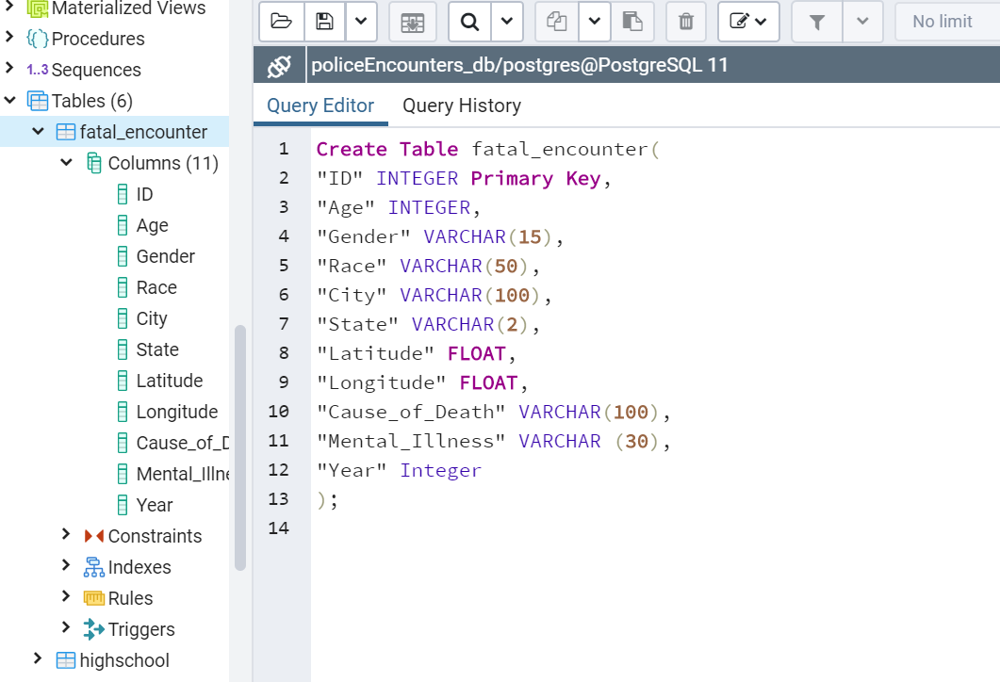 Materialized Views
Procedures
1..3 Sequences
Tables (6)
fatal_encounter
Columns (11)
ID
Age
Gender
Race
City
State
Latitude
Longitude
Cause_of_D
Mental_Illne
Year
Constraints
Indexes
Rules
Triggers
highschool
No limit
policeEncounters_db/postgres@PostgreSQL 11
Query Editor Query History
1 Create Table fatal_encounter(
2 "ID" INTEGER Primary Key,
3 "Age" INTEGER,
4 "Gender" VARCHAR(15),
5 "Race" VARCHAR(50),
6 "City" VARCHAR(100),
7 "State" VARCHAR(2),
8 "Latitude" FLOAT,
9 "Longitude" FLOAT,
10 "Cause_of_Death" VARCHAR(100),
11 "Mental_Illness" VARCHAR (30),
12 "Year" Integer
13 );
14